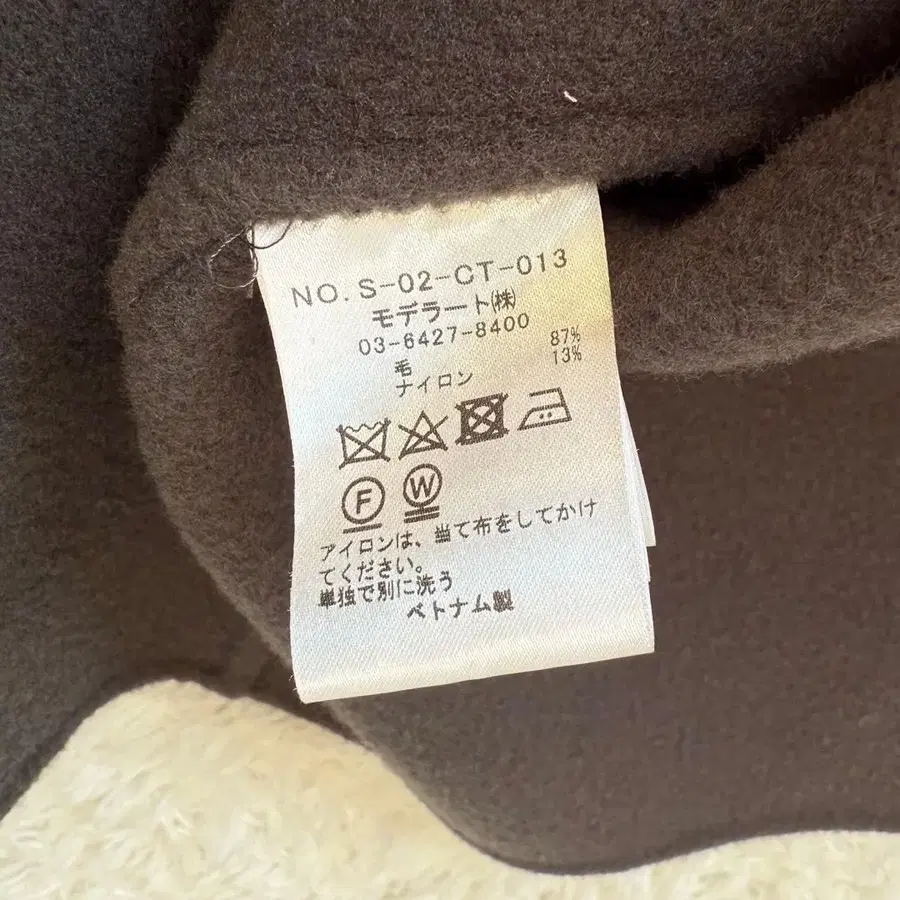 NO.S-02-CT-013
モデラート㈱
03-6427-8400
毛 87%
ナイロン 13%
F W
アイロンは、当て布をしてかけ
てください。
単独で別に洗う
ベトナム製